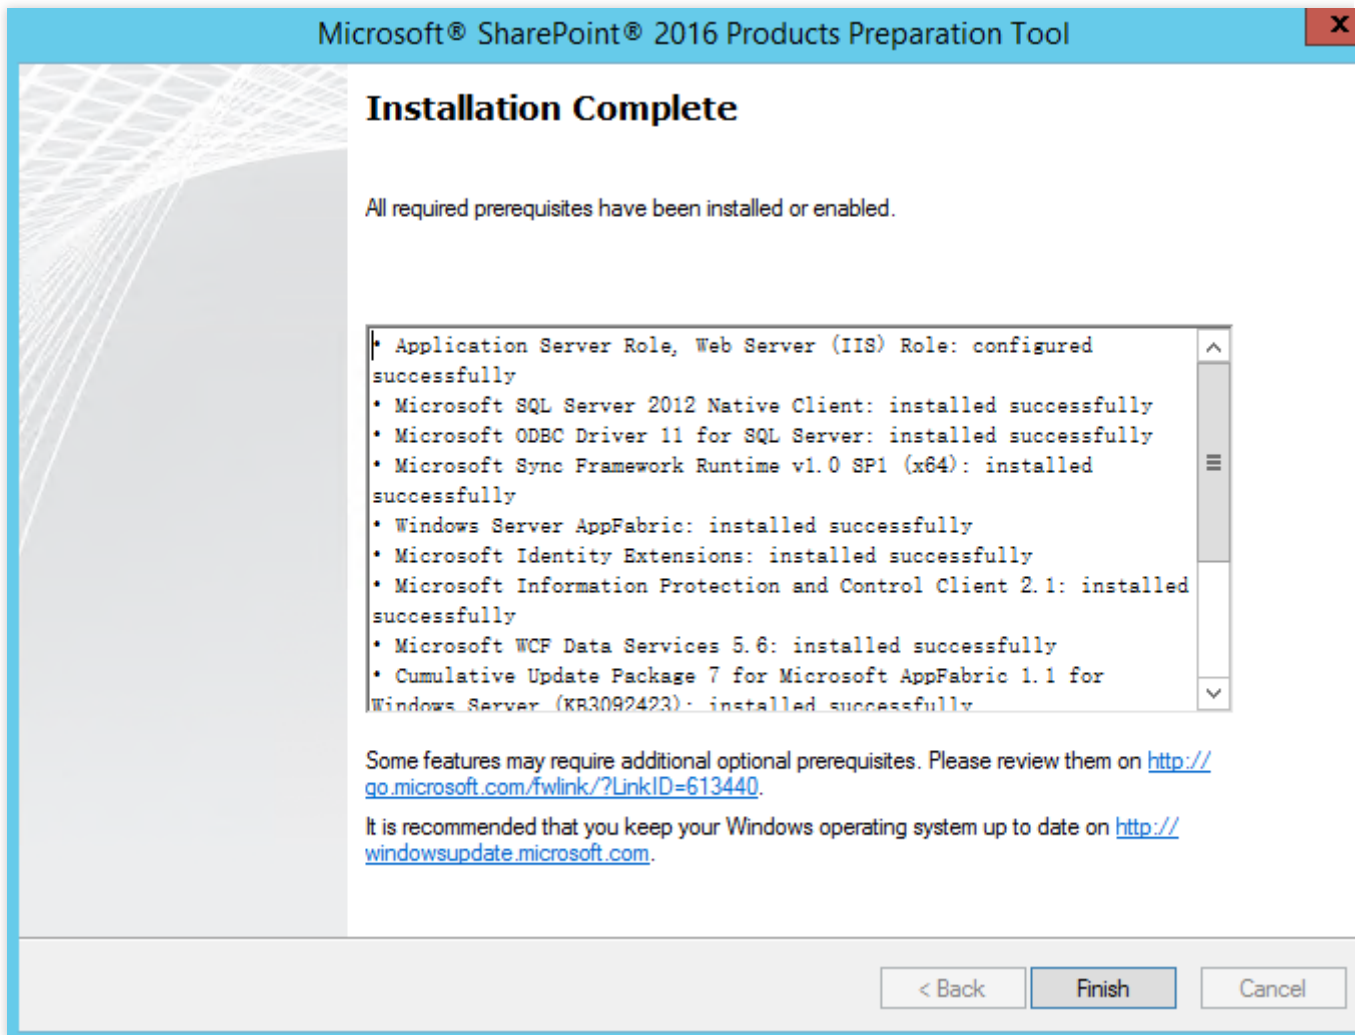 Microsoft® SharePoint® 2016 Products Preparation Tool
x
Installation Complete
All required prerequisites have been installed or enabled.
• Application Server Role, Web Server (IIS) Role: configured
successfully
• Microsoft SQL Server 2012 Native Client: installed successfully
• Microsoft ODBC Driver 11 for SQL Server: installed successfully
• Microsoft Sync Framework Runtime v1.0 SP1 (x64): installed
successfully
• Windows Server AppFabric: installed successfully
• Microsoft Identity Extensions: installed successfully
• Microsoft Information Protection and Control Client 2.1: installed
successfully
• Microsoft WCF Data Services 5.6: installed successfully
• Cumulative Update Package 7 for Microsoft AppFabric 1.1 for
Windows Server (KB3092423): installed successfully
Some features may require additional optional prerequisites. Please review them on http://
go.microsoft.com/fwlink/?LinkID=613440.
It is recommended that you keep your Windows operating system up to date on http://
windowsupdate.microsoft.com.
< Back
Finish
Cancel